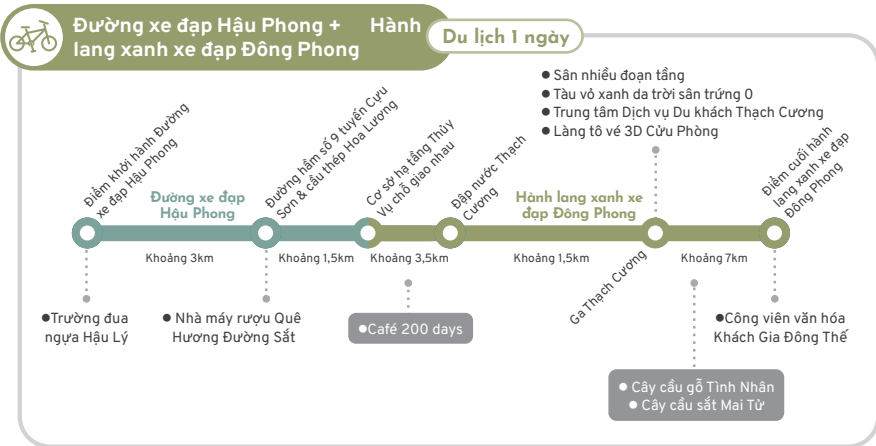 Đường xe đạp Hậu Phong + Hành
lang xanh xe đạp Đông Phong
Du lịch 1 ngày
● Sân nhiều đoạn tầng
● Tàu vỏ xanh da trời sân trứng 0
● Trung tâm Dịch vụ Du khách Thạch Cương
● Làng tô vẽ 3D Cửu Phòng
Điểm khởi hành Đường
xe đạp Hậu Phong
Đường hầm số 9 tuyến Cựu
Sơn & cầu thép Hoa Lương
Cơ sở hạ tầng Thủy
Vụ chỗ giao nhau
Đập nước Thạch
Cương
Điểm cuối hành
lang xanh xe đạp
Đông Phong
Đường xe đạp
Hậu Phong
Hành lang xanh xe
đạp Đông Phong
Khoảng 3km
Khoảng 1,5km
Khoảng 3,5km
Khoảng 1,5km
Ga Thạch Cương
Khoảng 7km
●Trường đua
ngựa Hậu Lý
● Nhà máy rượu Quê
Hương Đường Sắt
●Café 200 days
●Công viên văn hóa
Khách Gia Đông Thế
● Cây cầu gỗ Tình Nhân
● Cây cầu sắt Mai Tử